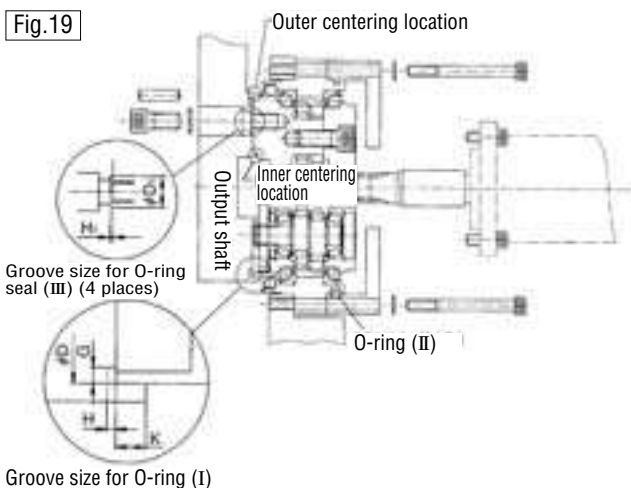 Fig.19
Outer centering location
Inner centering
location
Output shaft
Groove size for O-ring
seal (Ⅲ) (4 places)
O-ring (Ⅱ)
øD
G
H
K
Groove size for O-ring (Ⅰ)